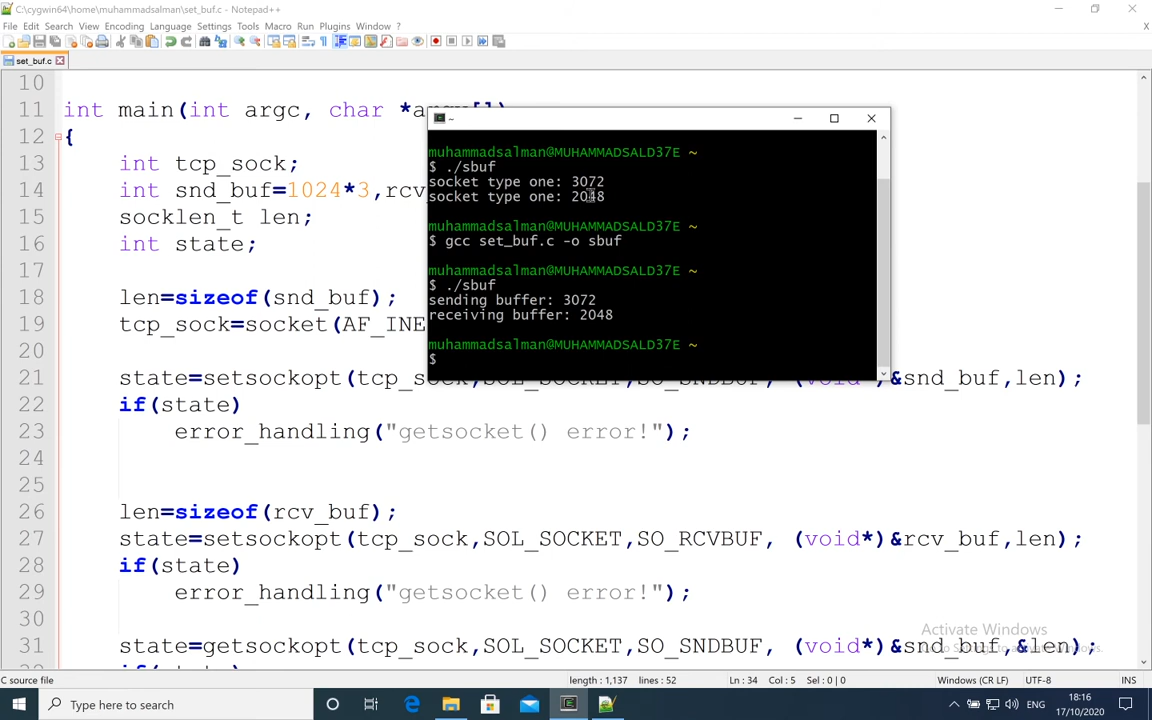 C:\cygwin64\home\muhammadsalman\set_buf.c - Notepad++
File Edit Search View Encoding Language Settings Tools Macro Run Plugins Window ?
X
set_buf.c
10
11 int main(int argc, char *
12 {
13 int tcp_sock;
14 int snd_buf=1024*3,rcv
15 socklen_t len;
16 int state;
17
18 len=sizeof(snd_buf);
19 tcp_sock=socket(AF_INE
20
21 state=setsockopt(tcp_sock,SOL_SOCKET,SO_SNDBUF, (void*)&snd_buf,len);
22 if(state)
23 error_handling("getsocket() error!");
24
25
26 len=sizeof(rcv_buf);
27 state=setsockopt(tcp_sock,SOL_SOCKET,SO_RCVBUF, (void*)&rcv_buf,len);
28 if(state)
29 error_handling("getsocket() error!");
30
31 state=getsockopt(tcp_sock,SOL_SOCKET,SO_SNDBUF, (void*)&snd_buf,&len);
~
muhammadsalman@MUHAMMADSALD37E ~
$ ./sbuf
socket type one: 3072
socket type one: 2048
muhammadsalman@MUHAMMADSALD37E ~
$ gcc set_buf.c -o sbuf
muhammadsalman@MUHAMMADSALD37E ~
$ ./sbuf
sending buffer: 3072
receiving buffer: 2048
muhammadsalman@MUHAMMADSALD37E ~
$
Activate Windows
C source file length : 1,137 lines : 52 Ln : 34 Col : 5 Sel : 0 | 0 Windows (CR LF) UTF-8 INS
Type here to search
ENG
18:16
17/10/2020